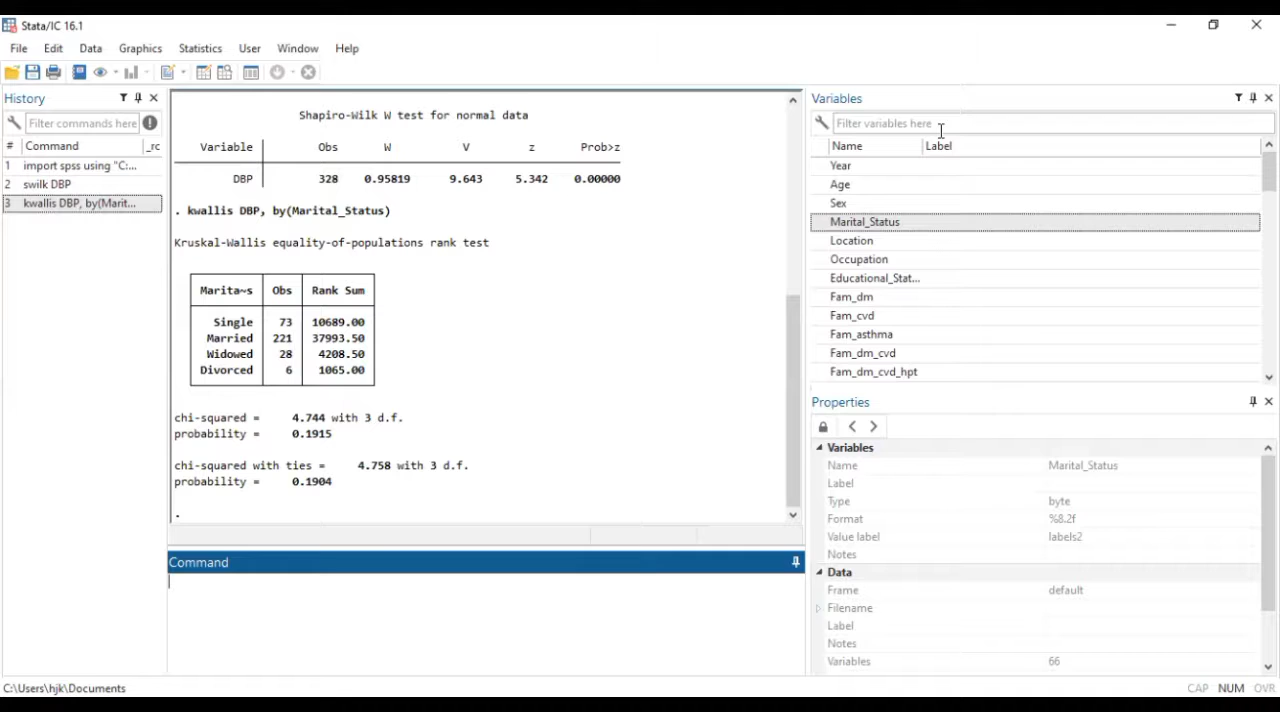 Stata/IC 16.1
File Edit Data Graphics Statistics User Window Help
History
Filter commands here
# Command _rc
1 import spss using "C:...
2 swilk DBP
3 kwallis DBP, by(Marit...
Shapiro-Wilk W test for normal data
Variable Obs W V z Prob>z
DBP 328 0.95819 9.643 5.342 0.00000
. kwallis DBP, by(Marital_Status)
Kruskal-Wallis equality-of-populations rank test
Marita~s Obs Rank Sum
Single 73 10689.00
Married 221 37993.50
Widowed 28 4208.50
Divorced 6 1065.00
chi-squared = 4.744 with 3 d.f.
probability = 0.1915
chi-squared with ties = 4.758 with 3 d.f.
probability = 0.1904
.
Command
Variables
Filter variables here
Name Label
Year
Age
Sex
Marital_Status
Location
Occupation
Educational_Stat...
Fam_dm
Fam_cvd
Fam_asthma
Fam_dm_cvd
Fam_dm_cvd_hpt
Properties
Variables
Name Marital_Status
Label
Type byte
Format %8.2f
Value label labels2
Notes
Data
Frame default
Filename
Label
Notes
Variables 66
C:\Users\hjk\Documents
CAP NUM OVR